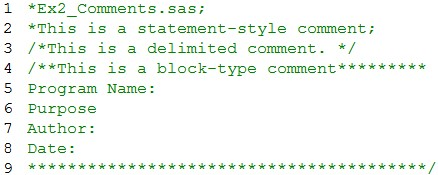 1 *Ex2_Comments.sas;
2 *This is a statement-style comment;
3 /*This is a delimited comment. */
4 /**This is a block-type comment*********
5 Program Name:
6 Purpose
7 Author:
8 Date:
9 ****************************************/